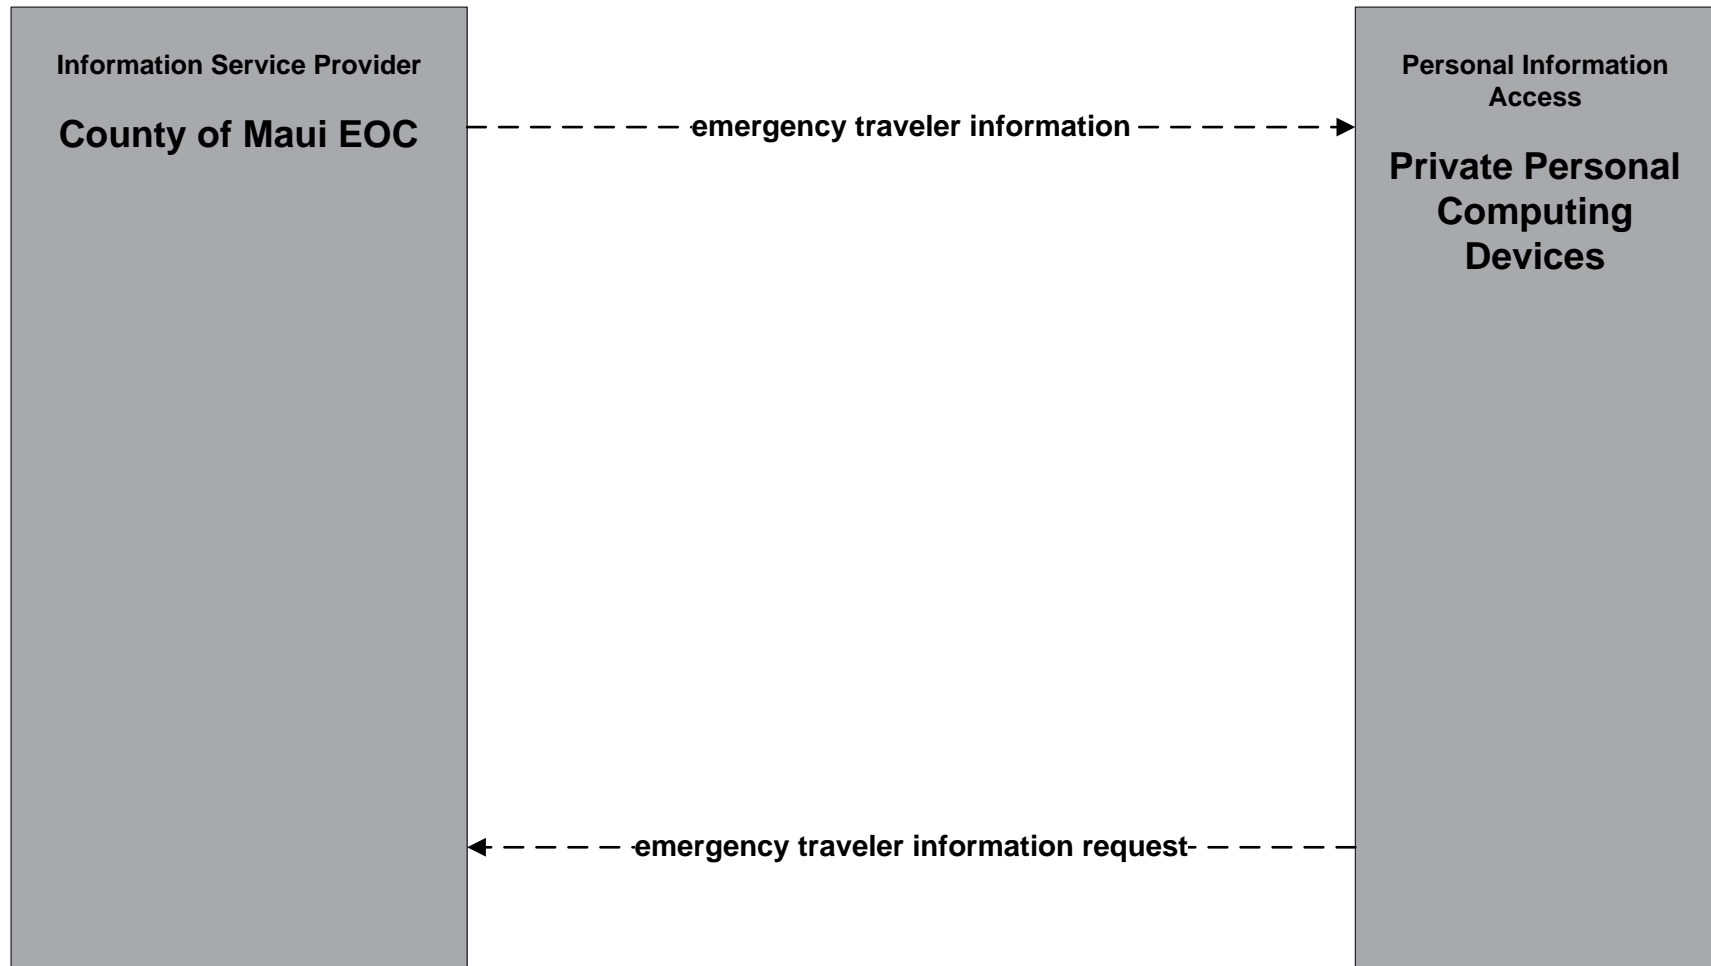 Information Service Provider
County of Maui EOC
emergency traveler information
Personal Information
Access
Private Personal
Computing
Devices
emergency traveler information request